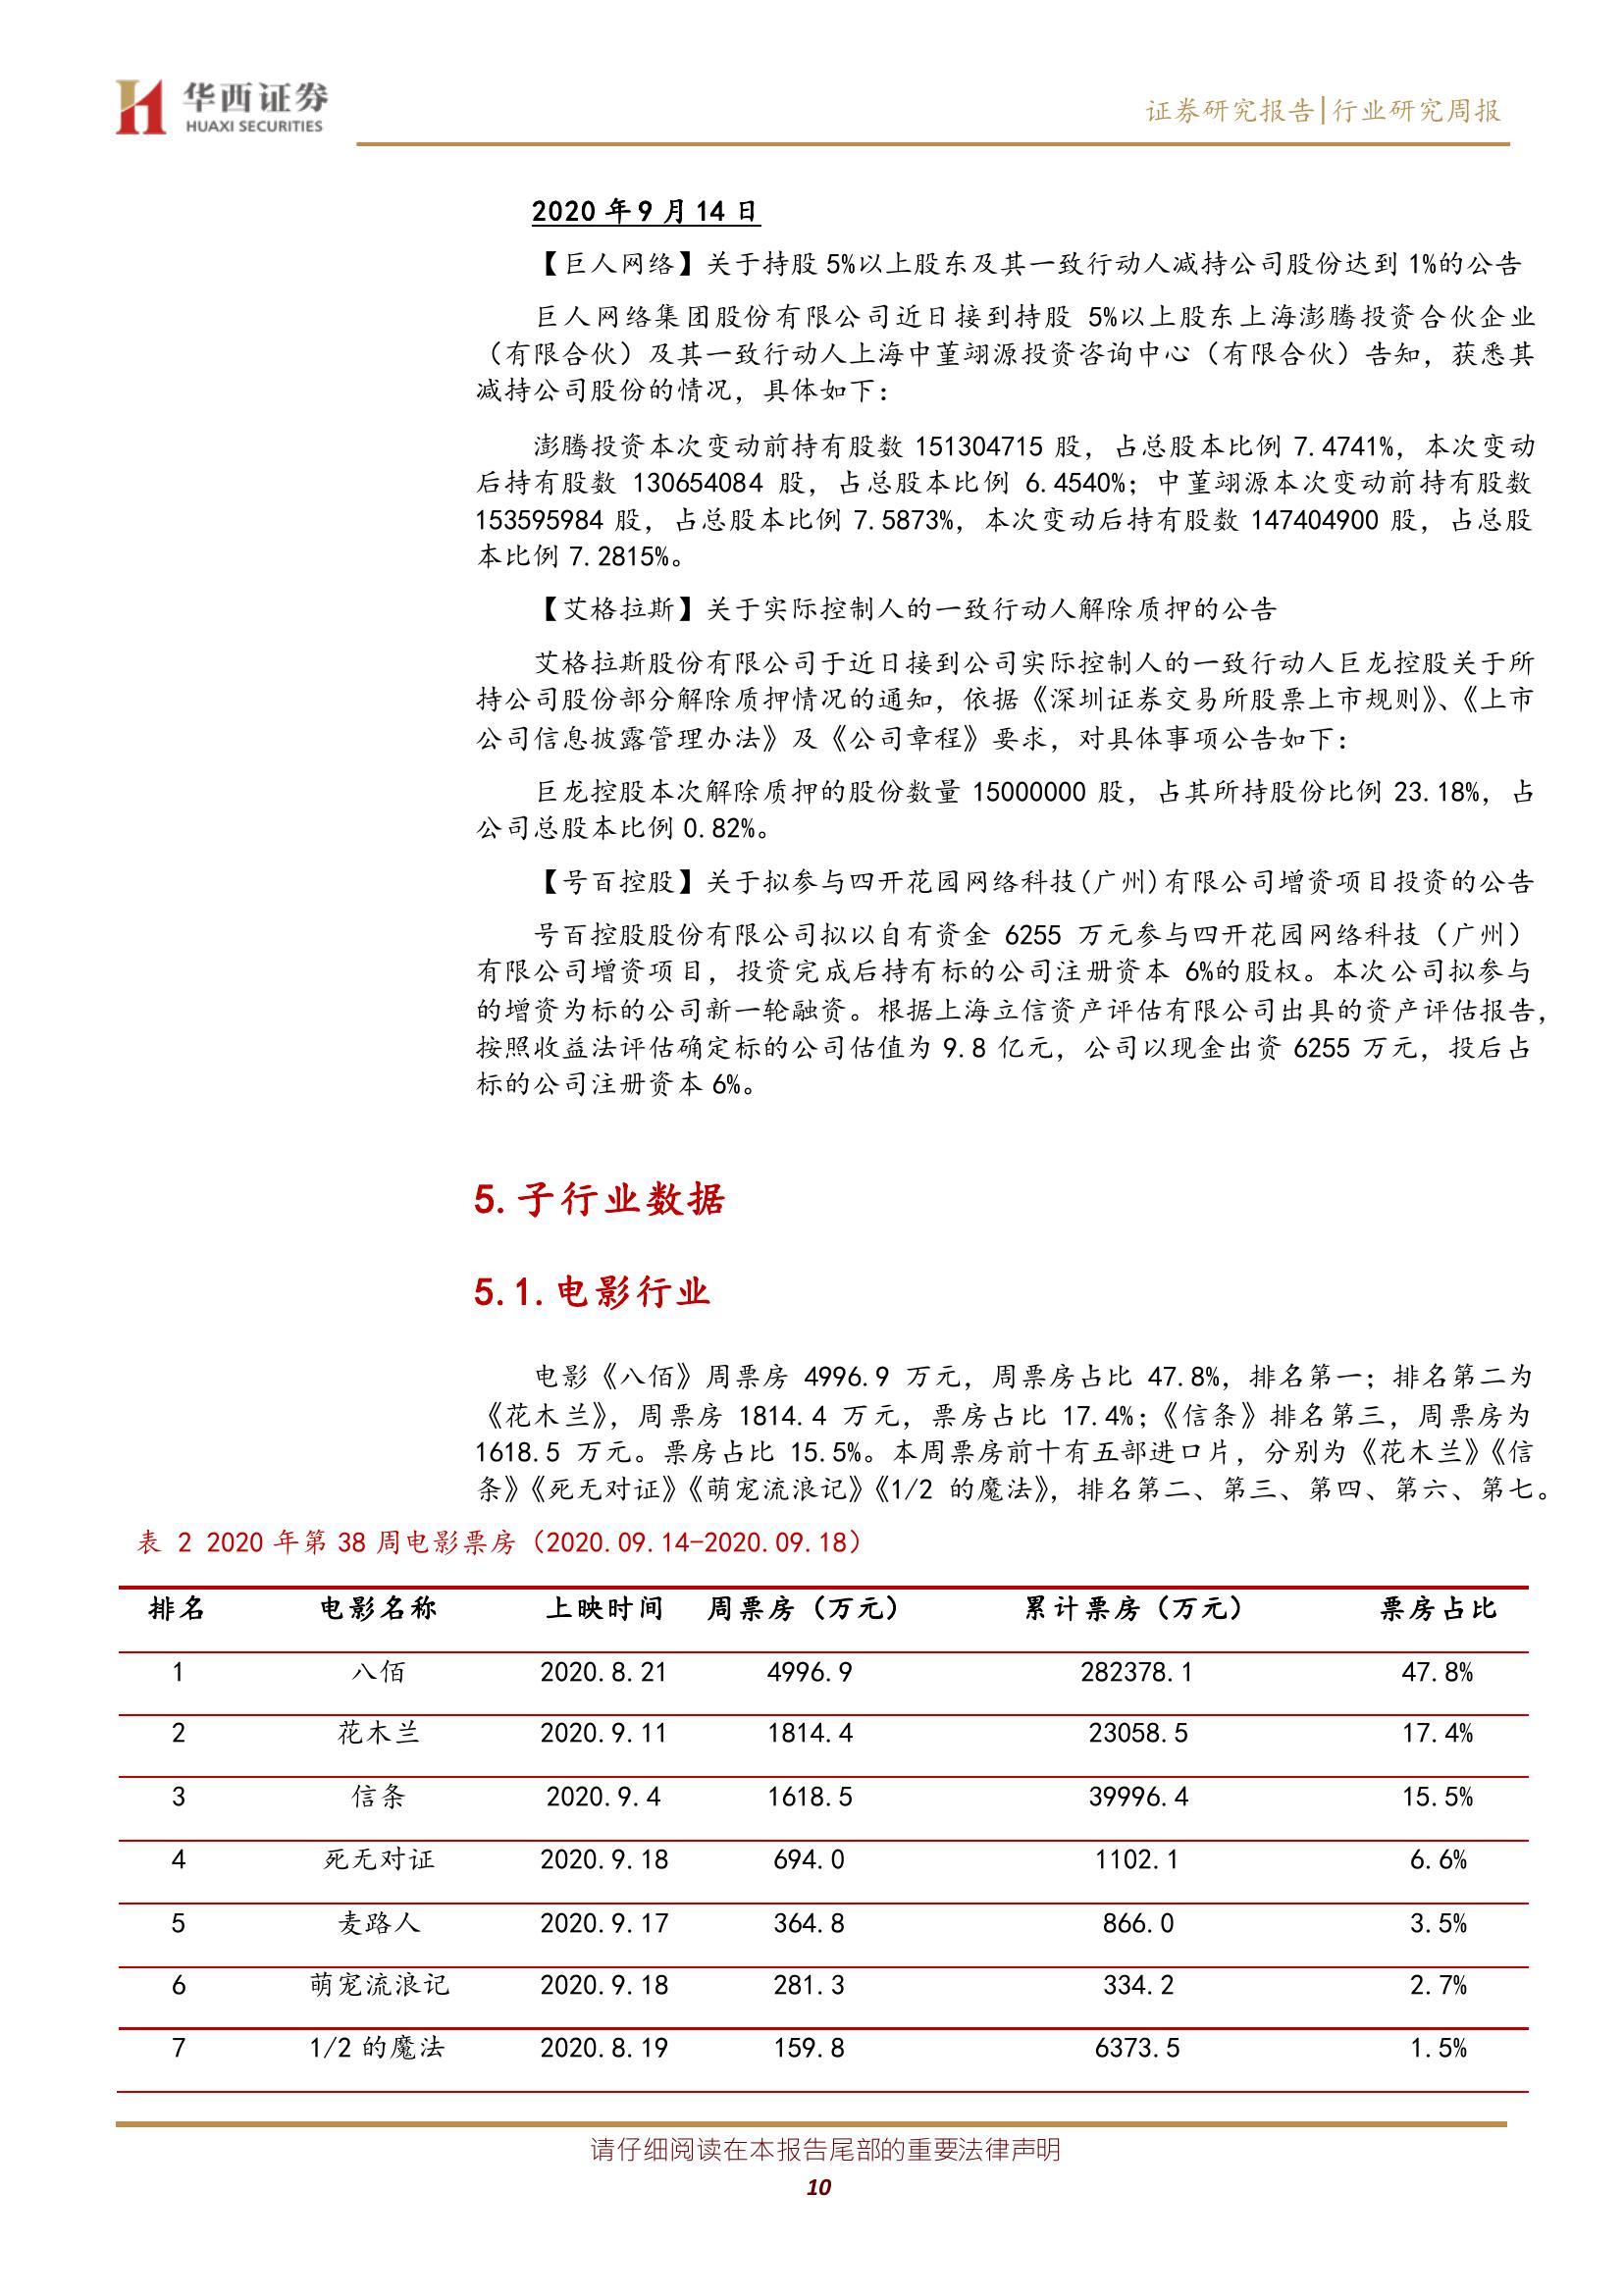 华西证券
HUAXI SECURITIES
证券研究报告|行业研究周报
2020 年 9 月 14 日
【巨人网络】关于持股 5%以上股东及其一致行动人减持公司股份达到 1%的公告
巨人网络集团股份有限公司近日接到持股 5%以上股东上海澎腾投资合伙企业
（有限合伙）及其一致行动人上海中堇翊源投资咨询中心（有限合伙）告知，获悉其
减持公司股份的情况，具体如下：
澎腾投资本次变动前持有股数 151304715 股，占总股本比例 7.4741%，本次变动
后持有股数 130654084 股，占总股本比例 6.4540%；中堇翊源本次变动前持有股数
153595984 股，占总股本比例 7.5873%，本次变动后持有股数 147404900 股，占总股
本比例 7.2815%。
【艾格拉斯】关于实际控制人的一致行动人解除质押的公告
艾格拉斯股份有限公司于近日接到公司实际控制人的一致行动人巨龙控股关于所
持公司股份部分解除质押情况的通知，依据《深圳证券交易所股票上市规则》、《上市
公司信息披露管理办法》及《公司章程》要求，对具体事项公告如下：
巨龙控股本次解除质押的股份数量 15000000 股，占其所持股份比例 23.18%，占
公司总股本比例 0.82%。
【号百控股】关于拟参与四开花园网络科技(广州)有限公司增资项目投资的公告
号百控股股份有限公司拟以自有资金 6255 万元参与四开花园网络科技（广州）
有限公司增资项目，投资完成后持有标的公司注册资本 6%的股权。本次公司拟参与
的增资为标的公司新一轮融资。根据上海立信资产评估有限公司出具的资产评估报告，
按照收益法评估确定标的公司估值为 9.8 亿元，公司以现金出资 6255 万元，投后占
标的公司注册资本 6%。
5.子行业数据
5.1.电影行业
电影《八佰》周票房 4996.9 万元，周票房占比 47.8%，排名第一；排名第二为
《花木兰》，周票房 1814.4 万元，票房占比 17.4%；《信条》排名第三，周票房为
1618.5 万元。票房占比 15.5%。本周票房前十有五部进口片，分别为《花木兰》《信
条》《死无对证》《萌宠流浪记》《1/2 的魔法》，排名第二、第三、第四、第六、第七。
表 2 2020 年第 38 周电影票房（2020.09.14-2020.09.18）
排名 电影名称 上映时间 周票房（万元） 累计票房（万元） 票房占比
1 八佰 2020.8.21 4996.9 282378.1 47.8%
2 花木兰 2020.9.11 1814.4 23058.5 17.4%
3 信条 2020.9.4 1618.5 39996.4 15.5%
4 死无对证 2020.9.18 694.0 1102.1 6.6%
5 麦路人 2020.9.17 364.8 866.0 3.5%
6 萌宠流浪记 2020.9.18 281.3 334.2 2.7%
7 1/2 的魔法 2020.8.19 159.8 6373.5 1.5%
请仔细阅读在本报告尾部的重要法律声明
10